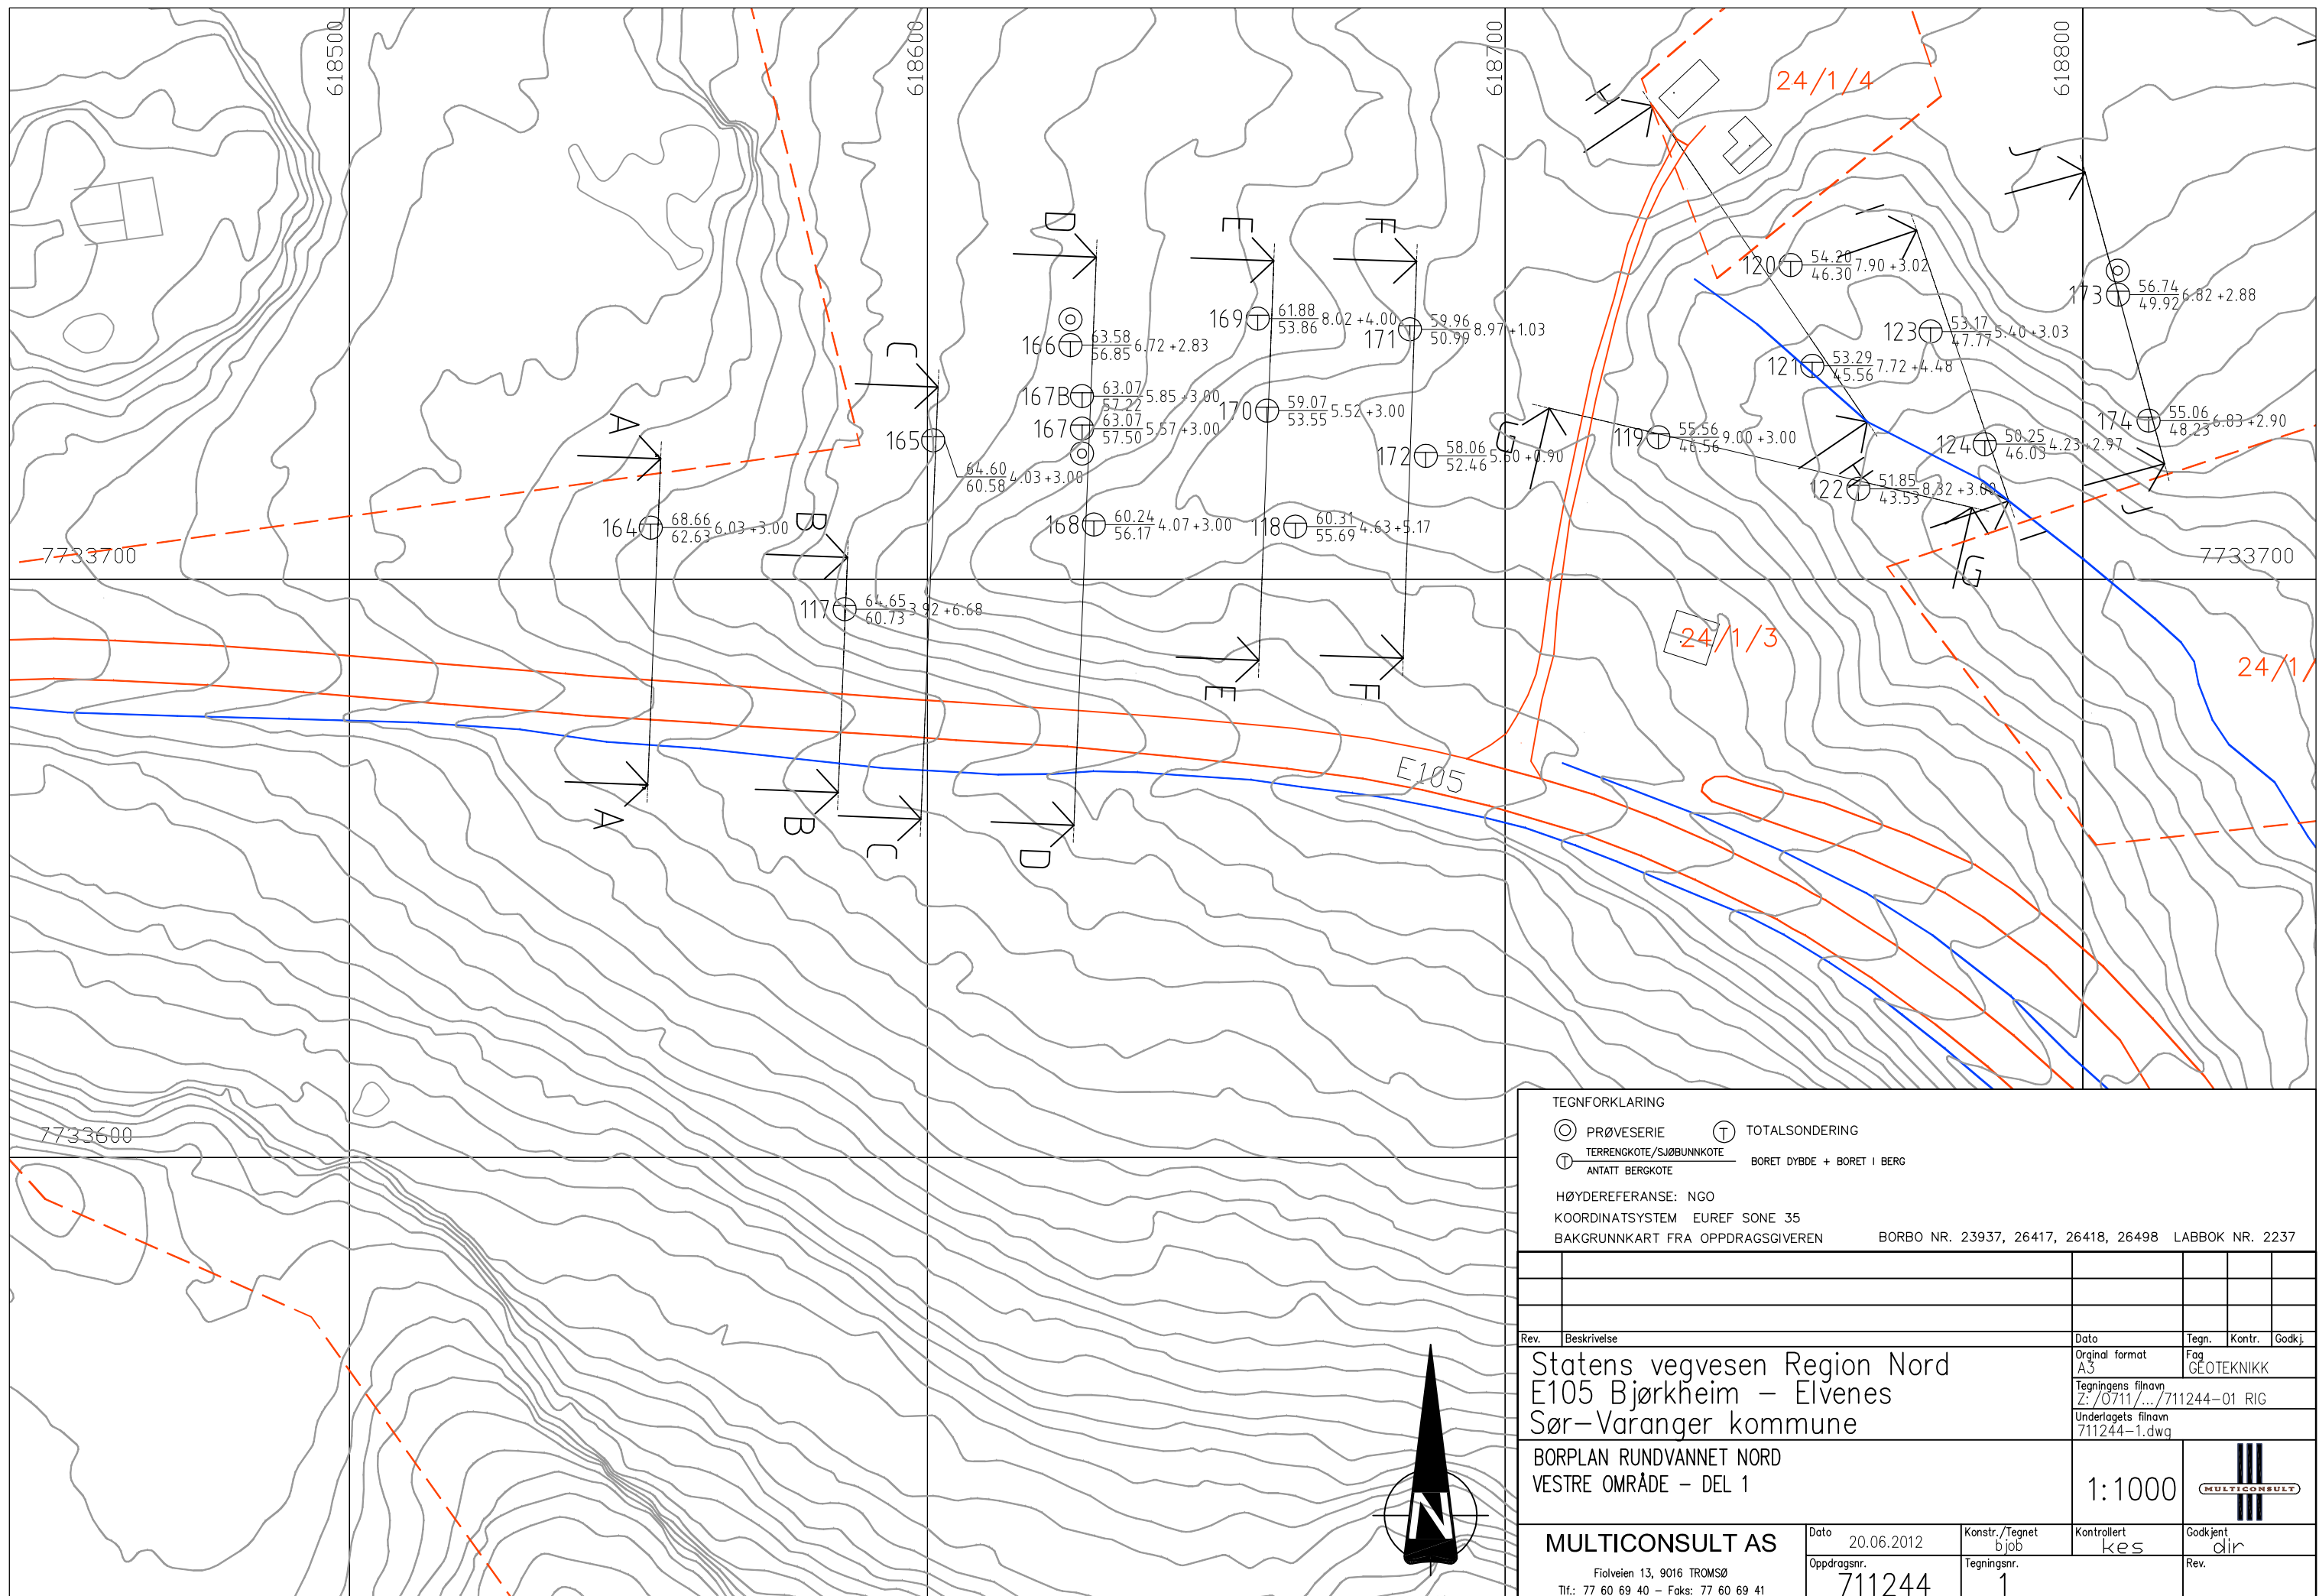 618500
618600
618700
618800
24/1/4
H
J
D
E
F
I
120 54.20 46.30 7.90 +3.02
173 56.74 49.92 6.82 +2.88
169 61.88 53.86 8.02 +4.00
171 59.96 50.99 8.97 +1.03
123 53.17 47.77 5.40 +3.03
166 63.58 56.85 6.72 +2.83
C
121 53.29 45.56 7.72 +4.48
167B 63.07 57.22 5.85 +3.00
170 59.07 53.55 5.52 +3.00
167 63.07 57.50 5.57 +3.00
A
165
64.60 60.58 4.03 +3.00
G
119 55.56 46.56 9.00 +3.00
174 55.06 48.23 6.83 +2.90
124 50.25 46.03 4.23 +2.97
172 58.06 52.46 5.60 +0.90
H
122 51.85 43.53 8.32 +3.00
J
164 68.66 62.63 6.03 +3.00
B
168 60.24 56.17 4.07 +3.00
118 60.31 55.69 4.63 +5.17
I
7733700
7733700
G
117 64.65 60.73 3.92 +6.68
24/1/3
24/1/
E
F
E105
A
B
C
D
7733600
TEGNFORKLARING
PRØVESERIE
T TOTALSONDERING
T TERRENGKOTE/SJØBUNNKOTE
ANTATT BERGKOTE
BORET DYBDE + BORET I BERG
HØYDEREFERANSE: NGO
KOORDINATSYSTEM EUREF SONE 35
BAKGRUNNKART FRA OPPDRAGSGIVEREN
BORBO NR. 23937, 26417, 26418, 26498 LABBOK NR. 2237
Rev. Beskrivelse Dato Tegn. Kontr. Godkj.
Statens vegvesen Region Nord
E105 Bjørkheim – Elvenes
Sør-Varanger kommune
Orginal format
A3
Fag
GEOTEKNIKK
Tegningens filnavn
Z:/0711/.../711244-01 RIG
Underlagets filnavn
711244-1.dwg
BORPLAN RUNDVANNET NORD
VESTRE OMRÅDE – DEL 1
1:1000
MULTICONSULT
N
MULTICONSULT AS
Fiolveien 13, 9016 TROMSØ
Tlf.: 77 60 69 40 – Faks: 77 60 69 41
Dato
20.06.2012
Konstr./Tegnet
bjob
Kontrollert
kes
Godkjent
dir
Oppdragsnr.
711244
Tegningsnr.
1
Rev.